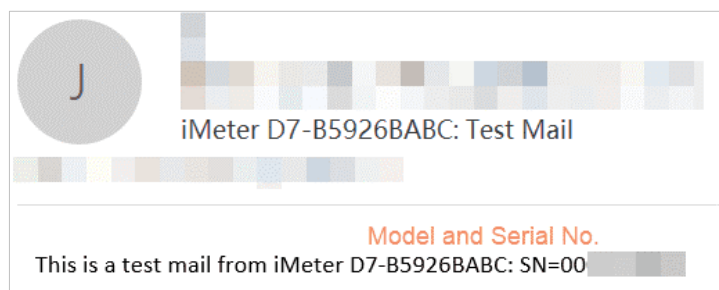 J
iMeter D7-B5926BABC: Test Mail
Model and Serial No.
This is a test mail from iMeter D7-B5926BABC: SN=00